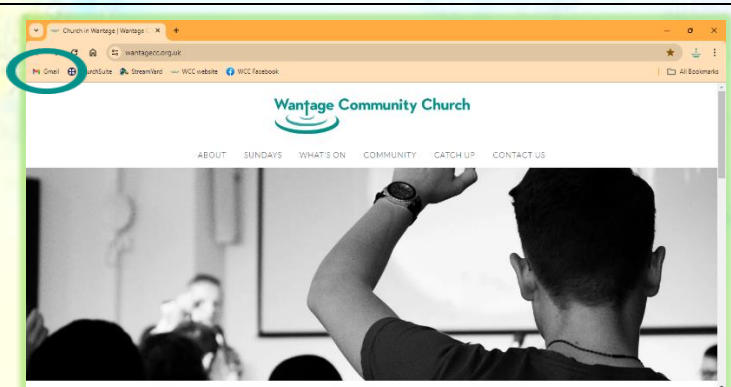 Church in Wantage | Wantage C
wantagecc.org.uk
Gmail
ChurchSuite StreamYard WCC website WCC Facebook
All Bookmarks
Wantage Community Church
ABOUT SUNDAYS WHAT'S ON COMMUNITY CATCH UP CONTACT US